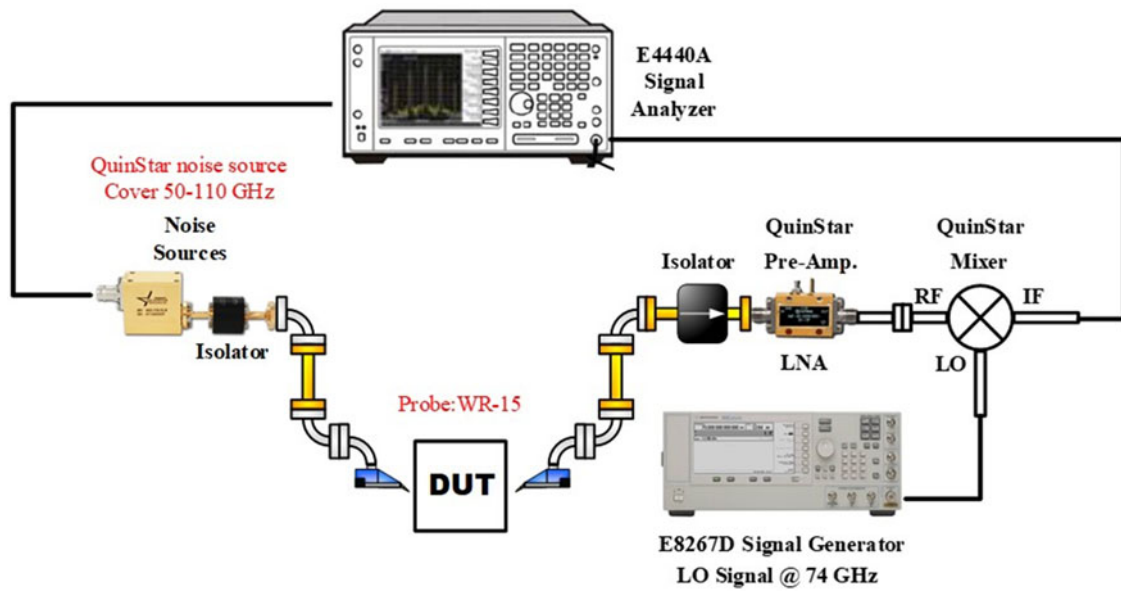 E4440A
Signal
Analyzer
QuinStar noise source
Cover 50-110 GHz
Noise
Sources
Isolator
Probe:WR-15
DUT
Isolator
QuinStar
Pre-Amp.
LNA
QuinStar
Mixer
RF
IF
LO
E8267D Signal Generator
LO Signal @ 74 GHz